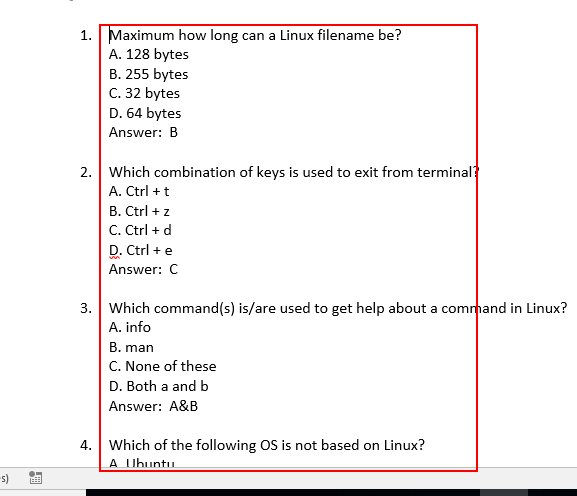 1. Maximum how long can a Linux filename be?
A. 128 bytes
B. 255 bytes
C. 32 bytes
D. 64 bytes
Answer: B
2. Which combination of keys is used to exit from terminal?
A. Ctrl + t
B. Ctrl + z
C. Ctrl + d
D. Ctrl + e
Answer: C
3. Which command(s) is/are used to get help about a command in Linux?
A. info
B. man
C. None of these
D. Both a and b
Answer: A&B
4. Which of the following OS is not based on Linux?
A. Ubuntu
s)